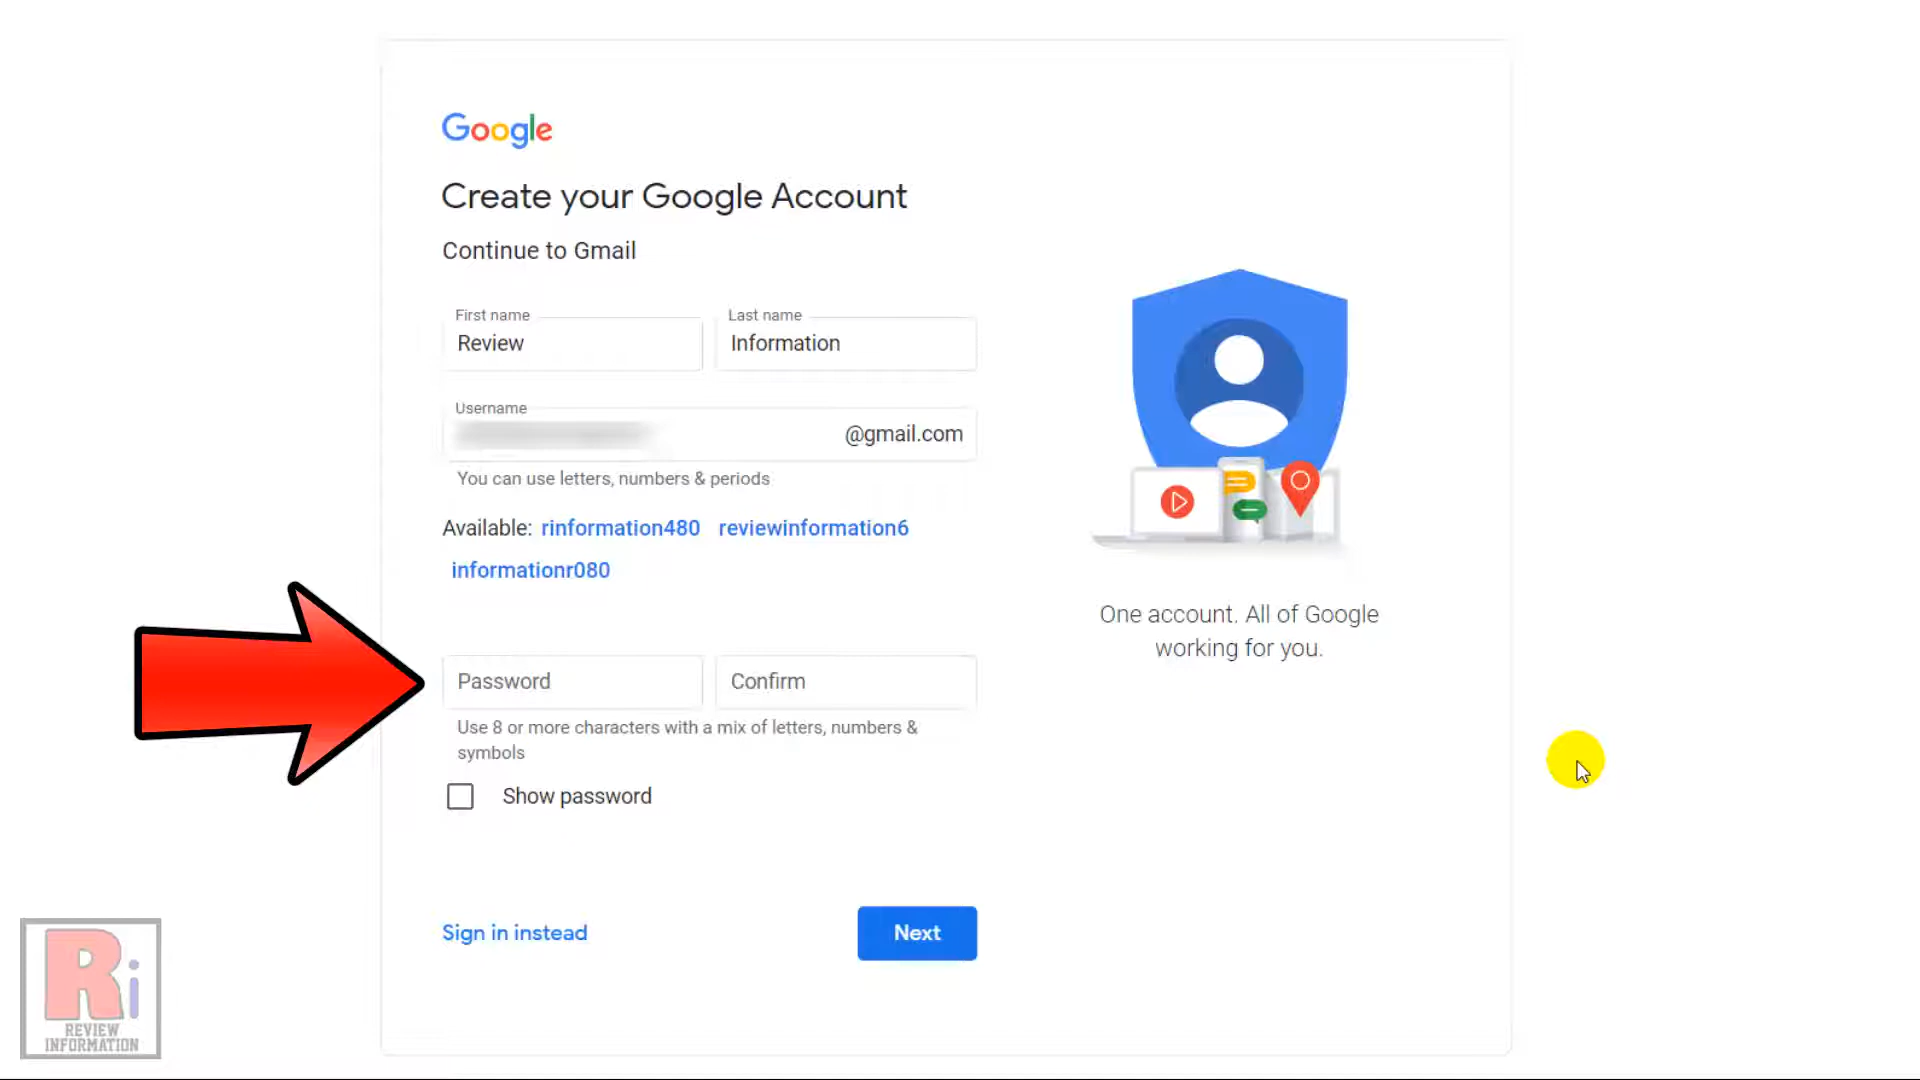 Google
Create your Google Account
Continue to Gmail
First name
Last name
Review
Information
Username
@gmail.com
You can use letters, numbers & periods
Available: rinformation480 reviewinformation6
informationr080
One account. All of Google
working for you.
Password
Confirm
Use 8 or more characters with a mix of letters, numbers &
symbols
Show password
Sign in instead
Next
Ri
REVIEW
INFORMATION